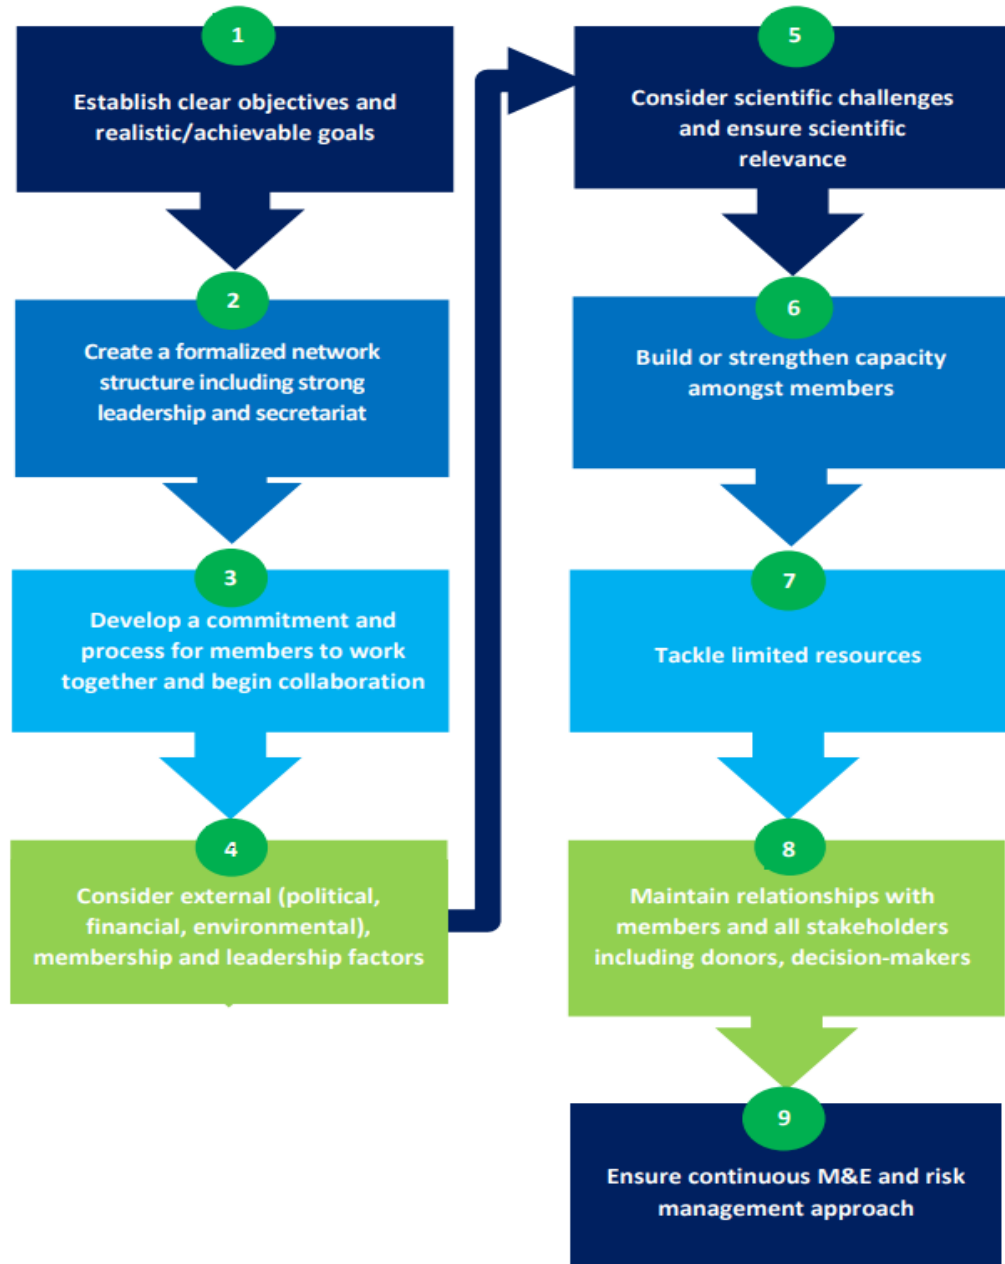 1
Establish clear objectives and
realistic/achievable goals
2
Create a formalized network
structure including strong
leadership and secretariat
3
Develop a commitment and
process for members to work
together and begin collaboration
4
Consider external (political,
financial, environmental),
membership and leadership factors
5
Consider scientific challenges
and ensure scientific
relevance
6
Build or strengthen capacity
amongst members
7
Tackle limited resources
8
Maintain relationships with
members and all stakeholders
including donors, decision-makers
9
Ensure continuous M&E and risk
management approach